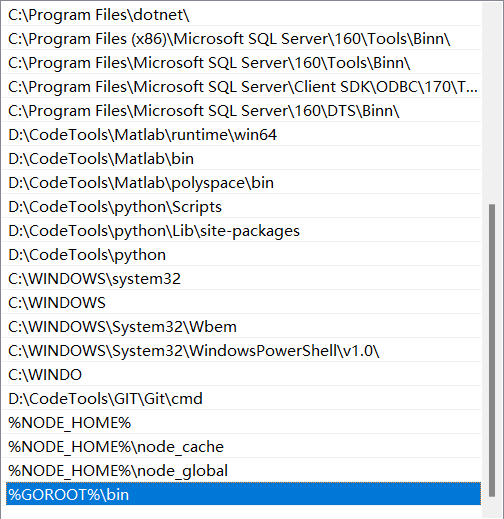 C:\Program Files\dotnet\
C:\Program Files (x86)\Microsoft SQL Server\160\Tools\Binn\
C:\Program Files\Microsoft SQL Server\160\Tools\Binn\
C:\Program Files\Microsoft SQL Server\Client SDK\ODBC\170\T...
C:\Program Files\Microsoft SQL Server\160\DTS\Binn\
D:\CodeTools\Matlab\runtime\win64
D:\CodeTools\Matlab\bin
D:\CodeTools\Matlab\polyspace\bin
D:\CodeTools\python\Scripts
D:\CodeTools\python\Lib\site-packages
D:\CodeTools\python
C:\WINDOWS\system32
C:\WINDOWS
C:\WINDOWS\System32\Wbem
C:\WINDOWS\System32\WindowsPowerShell\v1.0\
C:\WINDO
D:\CodeTools\GIT\Git\cmd
%NODE_HOME%
%NODE_HOME%\node_cache
%NODE_HOME%\node_global
%GOROOT%\bin